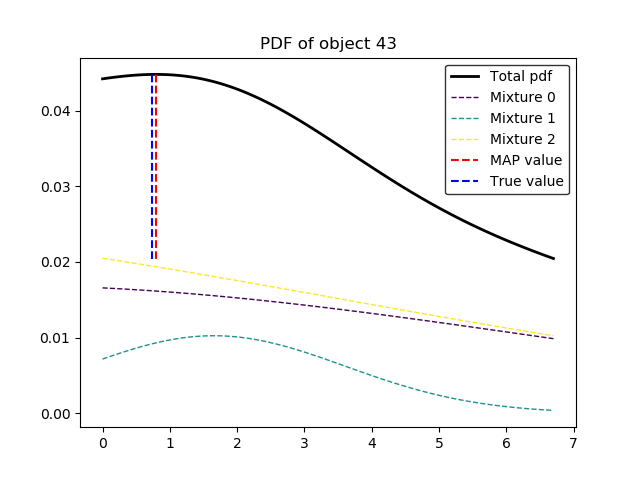 PDF of object 43
Total pdf
Mixture 0
Mixture 1
Mixture 2
MAP value
True value
0.04
0.03
0.02
0.01
0.00
0 1 2 3 4 5 6 7